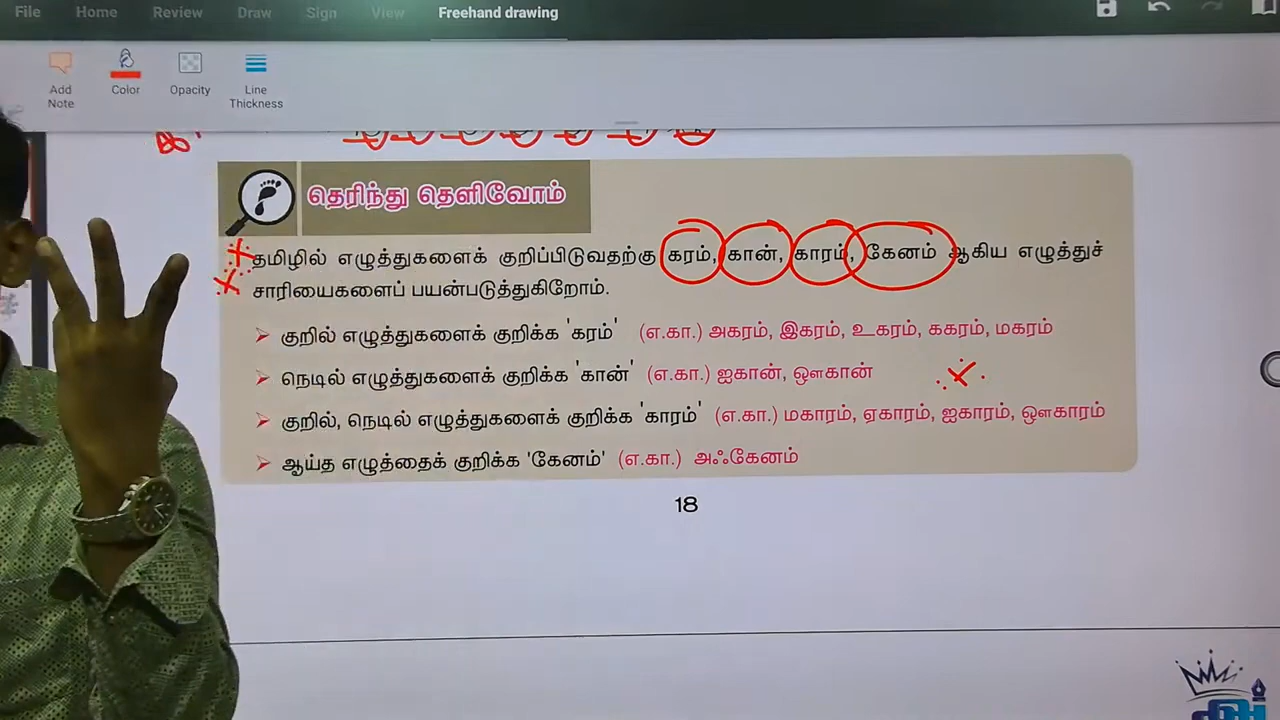 File Home Review Draw Sign View Freehand drawing
Add Note Color Opacity Line Thickness
தெரிந்து தெளிவோம்
தமிழில் எழுத்துகளைக் குறிப்பிடுவதற்கு கரம், கான், காரம், கேனம் ஆகிய எழுத்துச்
சாரியைகளைப் பயன்படுத்துகிறோம்.
➢ குறில் எழுத்துகளைக் குறிக்க 'கரம்' (எ.கா.) அகரம், இகரம், உகரம், ககரம், மகரம்
➢ நெடில் எழுத்துகளைக் குறிக்க 'கான்' (எ.கா.) ஐகான், ஔகான்
➢ குறில், நெடில் எழுத்துகளைக் குறிக்க 'காரம்' (எ.கா.) மகாரம், ஏகாரம், ஐகாரம், ஔகாரம்
➢ ஆய்த எழுத்தைக் குறிக்க 'கேனம்' (எ.கா.) அஃகேனம்
18